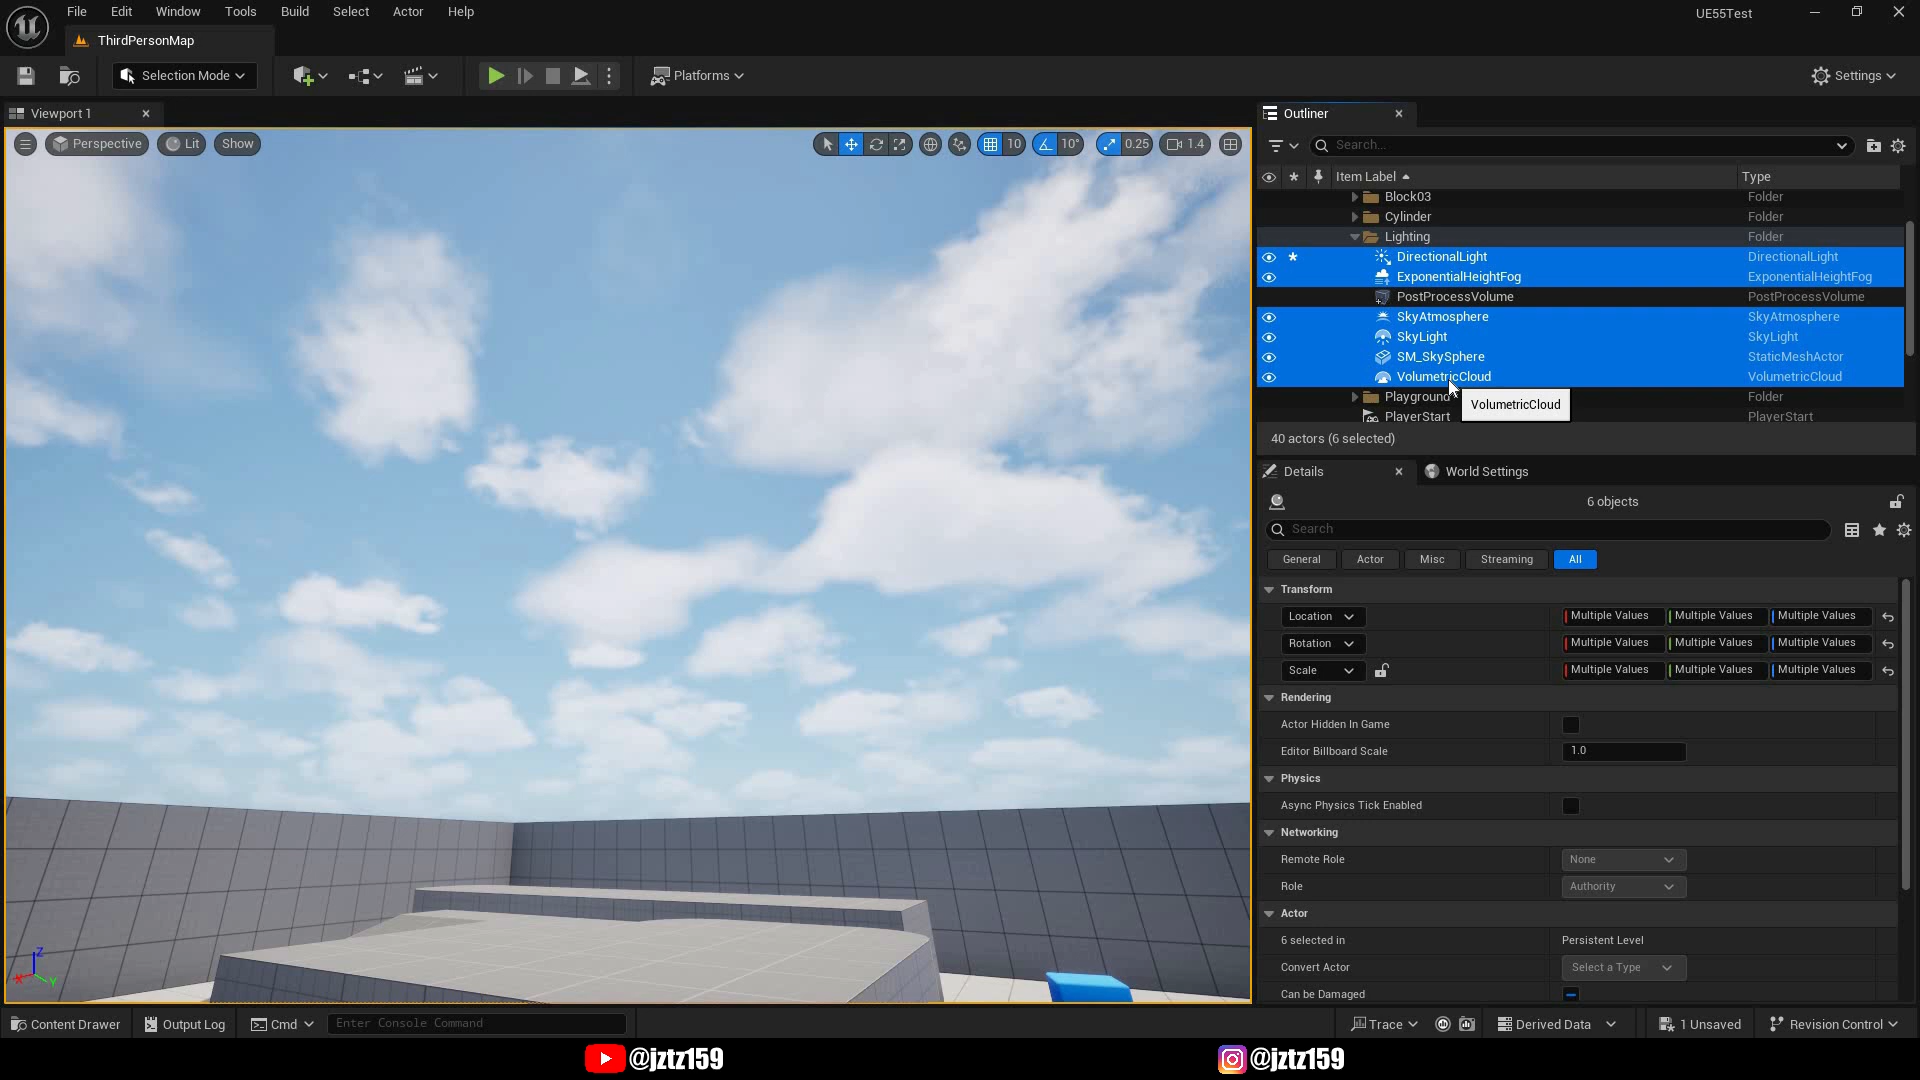 File Edit Window Tools Build Select Actor Help
UE55Test
ThirdPersonMap
Selection Mode
Platforms
Settings
Viewport 1
Perspective
Lit
Show
10
10°
0.25
1.4
Outliner
Search...
Item Label
Type
Block03 Folder
Cylinder Folder
Lighting Folder
DirectionalLight DirectionalLight
ExponentialHeightFog ExponentialHeightFog
PostProcessVolume PostProcessVolume
SkyAtmosphere SkyAtmosphere
SkyLight SkyLight
SM_SkySphere StaticMeshActor
VolumetricCloud VolumetricCloud
Playground Folder
VolumetricCloud
PlayerStart PlayerStart
40 actors (6 selected)
Details
World Settings
6 objects
Search
General Actor Misc Streaming All
Transform
Location Multiple Values Multiple Values Multiple Values
Rotation Multiple Values Multiple Values Multiple Values
Scale Multiple Values Multiple Values Multiple Values
Rendering
Actor Hidden In Game
Editor Billboard Scale 1.0
Physics
Async Physics Tick Enabled
Networking
Remote Role None
Role Authority
Actor
6 selected in Persistent Level
Convert Actor Select a Type
Can be Damaged
Z
X
Y
Content Drawer
Output Log
Cmd
Enter Console Command
Trace
Derived Data
1 Unsaved
Revision Control
@jztz159
@jztz159